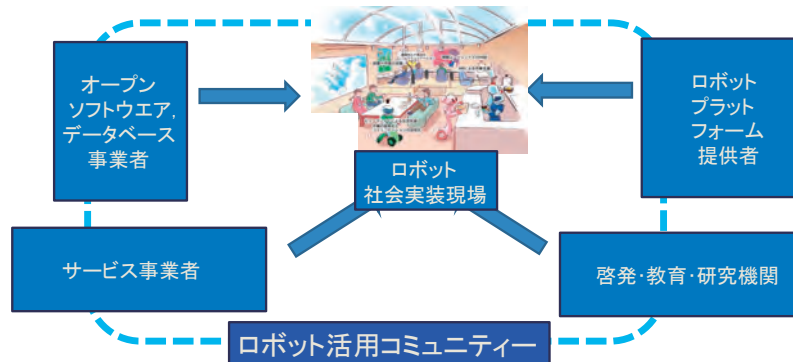 オープン
ソフトウエア,
データベース
事業者
ロボット
プラット
フォーム
提供者
ロボット
社会実装現場
サービス事業者
啓発・教育・研究機関
ロボット活用コミュニティー